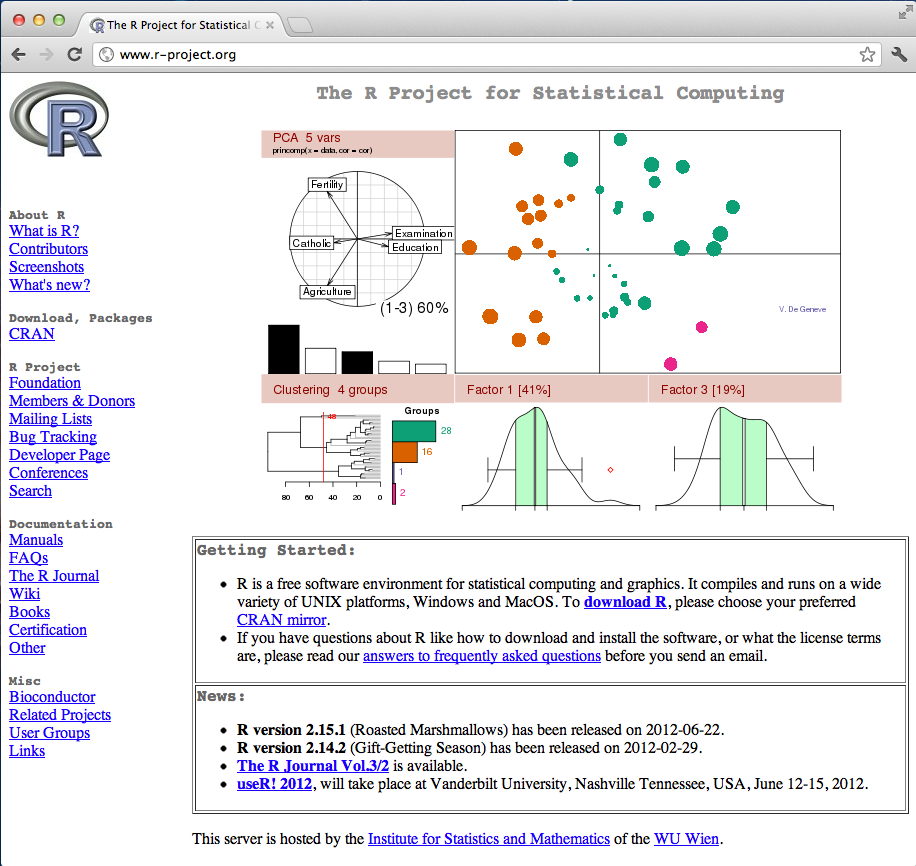 The R Project for Statistical C
www.r-project.org
R
The R Project for Statistical Computing
PCA 5 vars
princomp(x = data, cor = cor)
Fertility
Examination
Catholic
Education
Agriculture
(1-3) 60%
V. De Geneve
Clustering 4 groups
Factor 1 [41%]
Factor 3 [19%]
Groups
48
28
16
1
2
80 60 40 20 0
About R
What is R?
Contributors
Screenshots
What's new?
Download, Packages
CRAN
R Project
Foundation
Members & Donors
Mailing Lists
Bug Tracking
Developer Page
Conferences
Search
Documentation
Manuals
FAQs
The R Journal
Wiki
Books
Certification
Other
Misc
Bioconductor
Related Projects
User Groups
Links
Getting Started:
• R is a free software environment for statistical computing and graphics. It compiles and runs on a wide
variety of UNIX platforms, Windows and MacOS. To download R, please choose your preferred
CRAN mirror.
• If you have questions about R like how to download and install the software, or what the license terms
are, please read our answers to frequently asked questions before you send an email.
News:
• R version 2.15.1 (Roasted Marshmallows) has been released on 2012-06-22.
• R version 2.14.2 (Gift-Getting Season) has been released on 2012-02-29.
• The R Journal Vol.3/2 is available.
• useR! 2012, will take place at Vanderbilt University, Nashville Tennessee, USA, June 12-15, 2012.
This server is hosted by the Institute for Statistics and Mathematics of the WU Wien.